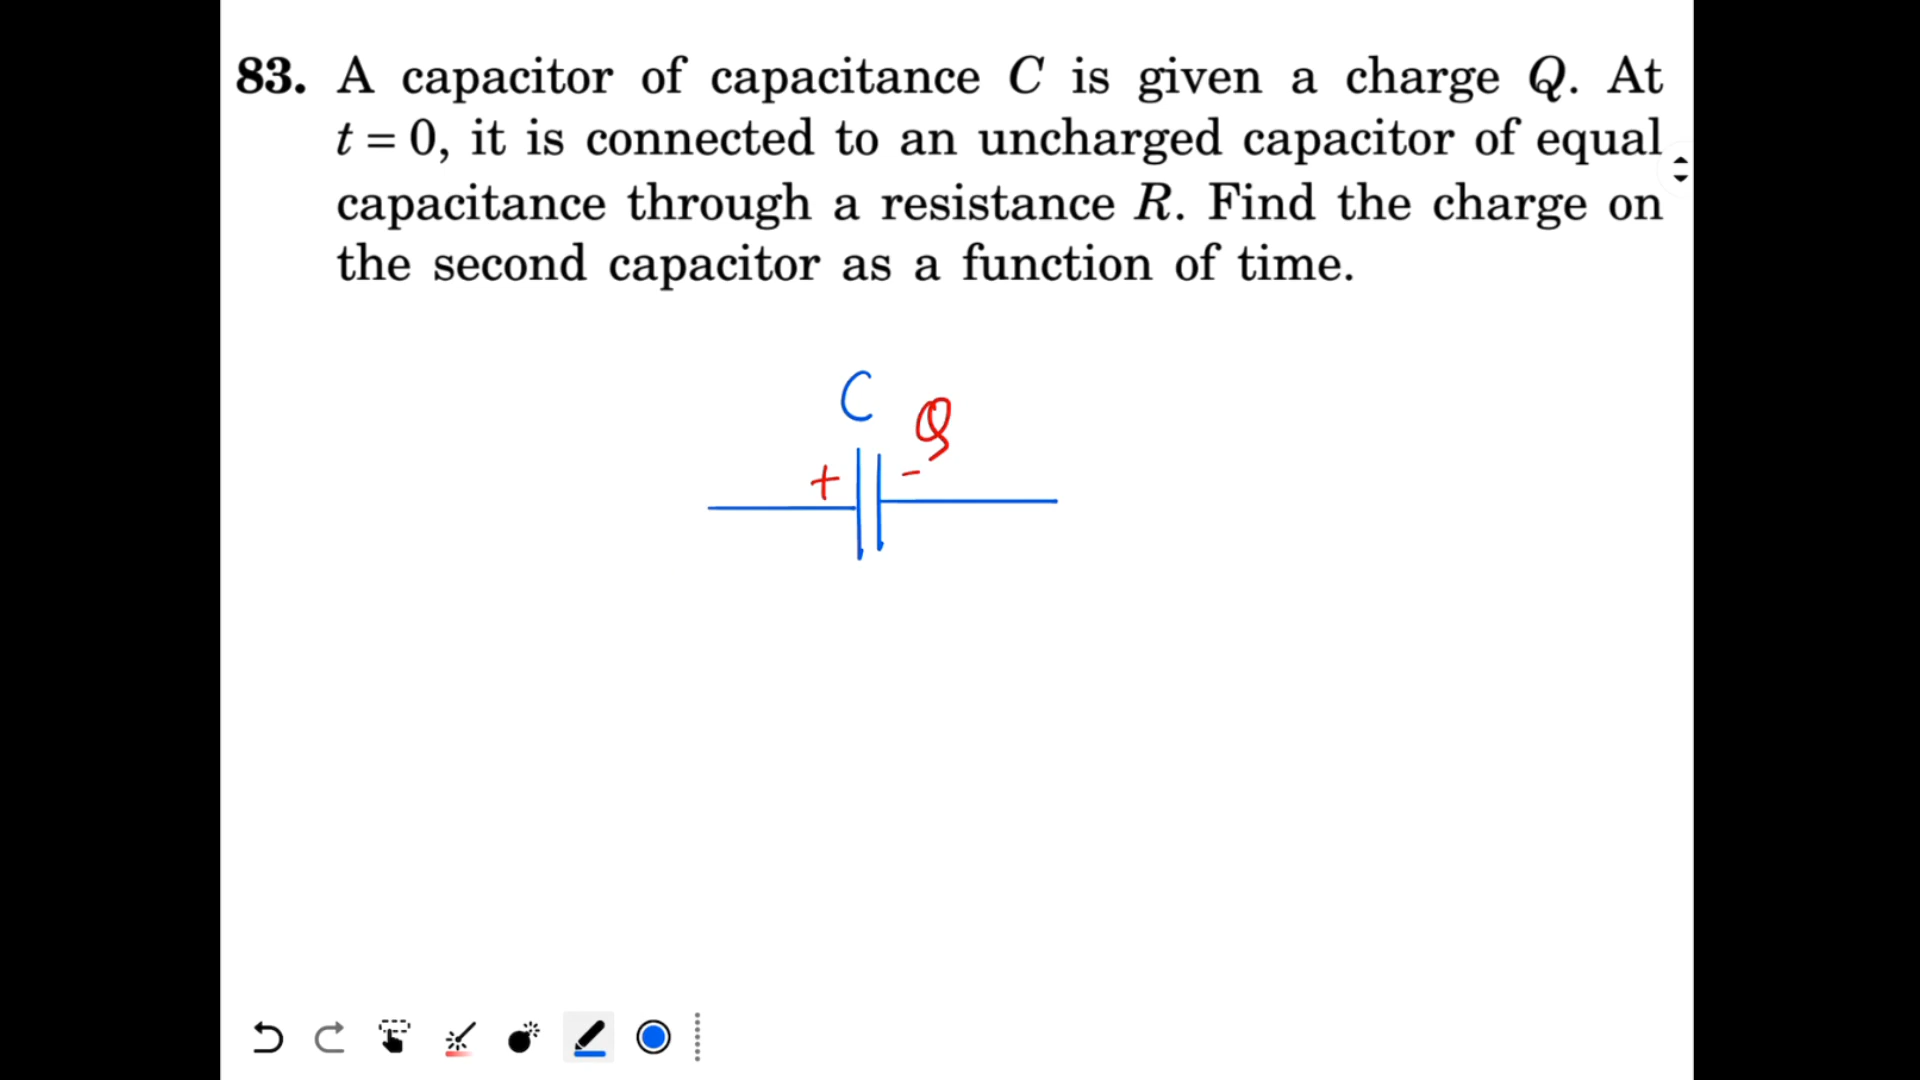 83. A capacitor of capacitance C is given a charge Q. At
t = 0, it is connected to an uncharged capacitor of equal
capacitance through a resistance R. Find the charge on
the second capacitor as a function of time.
C
Q
+ -